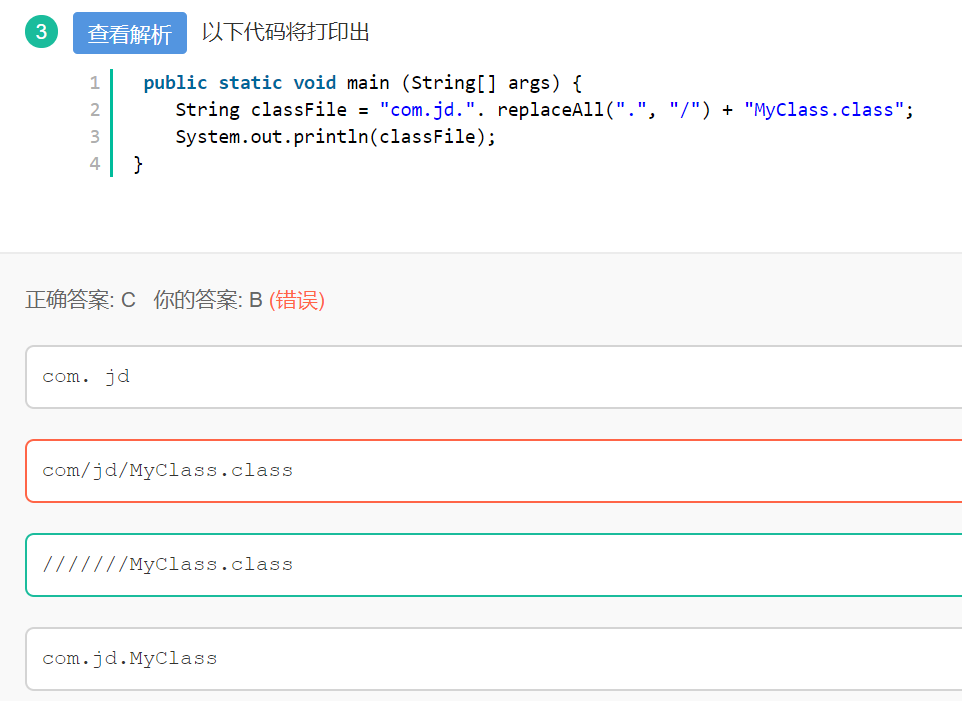 3 查看解析 以下代码将打印出
1 public static void main (String[] args) {
2 String classFile = "com.jd.". replaceAll(".", "/") + "MyClass.class";
3 System.out.println(classFile);
4 }
正确答案: C 你的答案: B (错误)
com. jd
com/jd/MyClass.class
///////MyClass.class
com.jd.MyClass